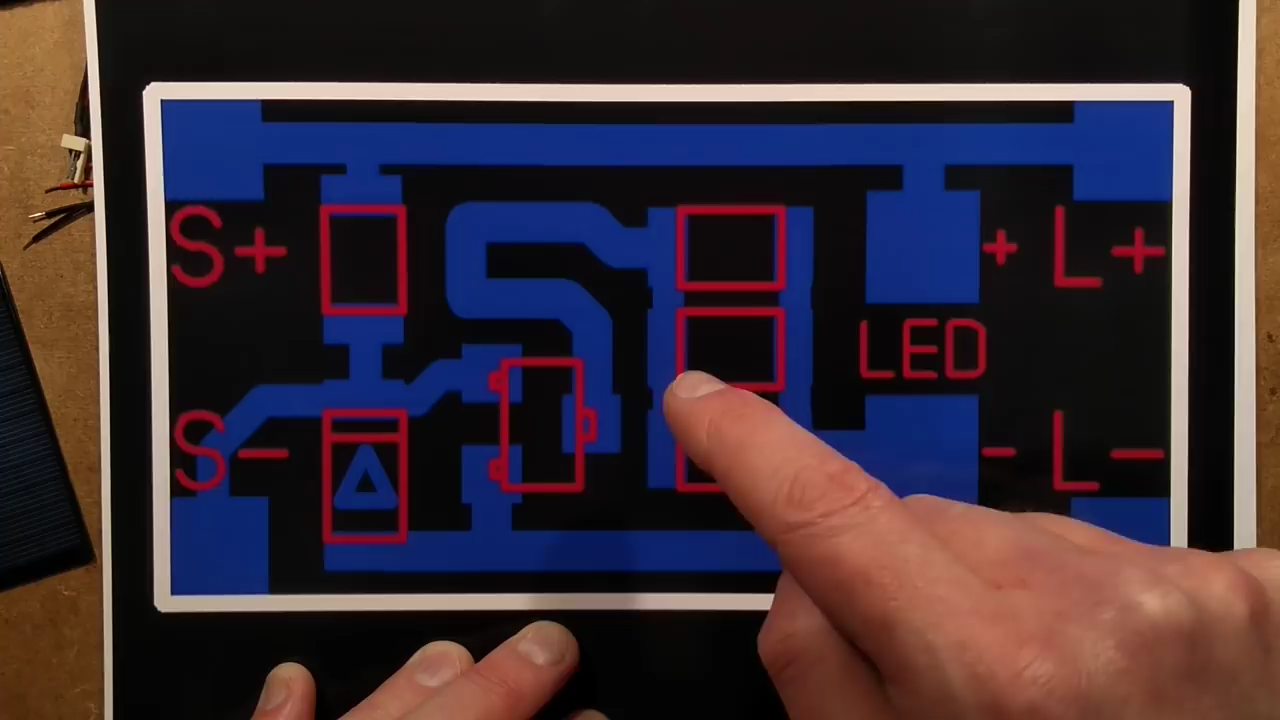 S+ + L+
LED
S- - L-